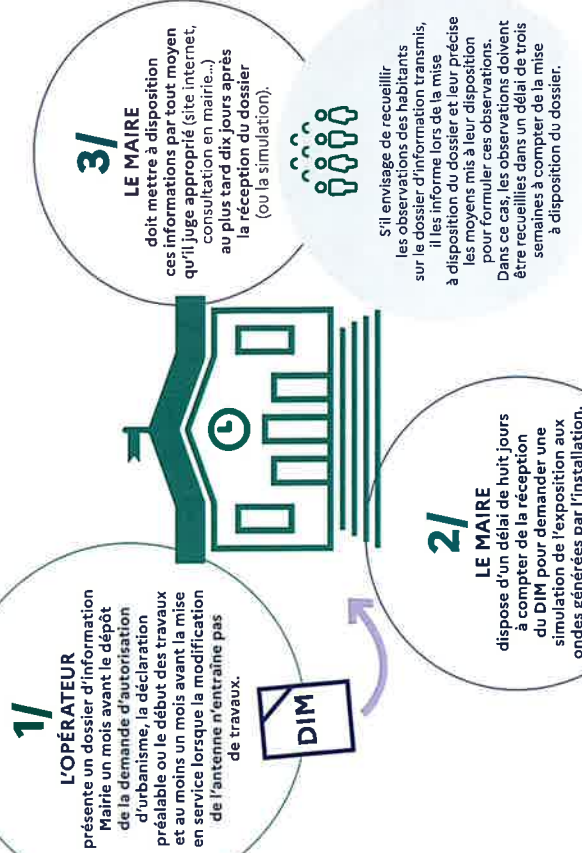 1/
L'OPÉRATEUR
présente un dossier d'information
Mairie un mois avant le dépôt
de la demande d'autorisation
d'urbanisme, la déclaration
préalable ou le début des travaux
et au moins un mois avant la mise
en service lorsque la modification
de l'antenne n'entraîne pas
de travaux.
DIM
2/
LE MAIRE
dispose d'un délai de huit jours
à compter de la réception
du DIM pour demander une
simulation de l'exposition aux
ondes générées par l'installation.
3/
LE MAIRE
doit mettre à disposition
ces informations par tout moyen
qu'il juge approprié (site internet,
consultation en mairie...)
au plus tard dix jours après
la réception du dossier
(ou la simulation).
S'il envisage de recueillir
les observations des habitants
sur le dossier d'information transmis,
il les informe lors de la mise
à disposition du dossier et leur précise
les moyens mis à leur disposition
pour formuler ces observations.
Dans ce cas, les observations doivent
être recueillies dans un délai de trois
semaines à compter de la mise
à disposition du dossier.